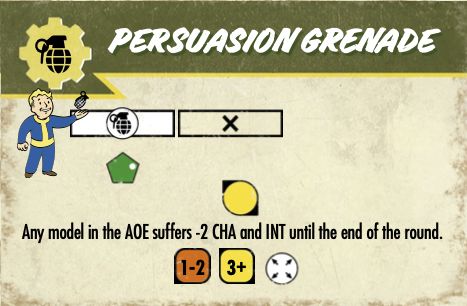 PERSUASION GRENADE
Any model in the AOE suffers -2 CHA and INT until the end of the round.
1-2 3+